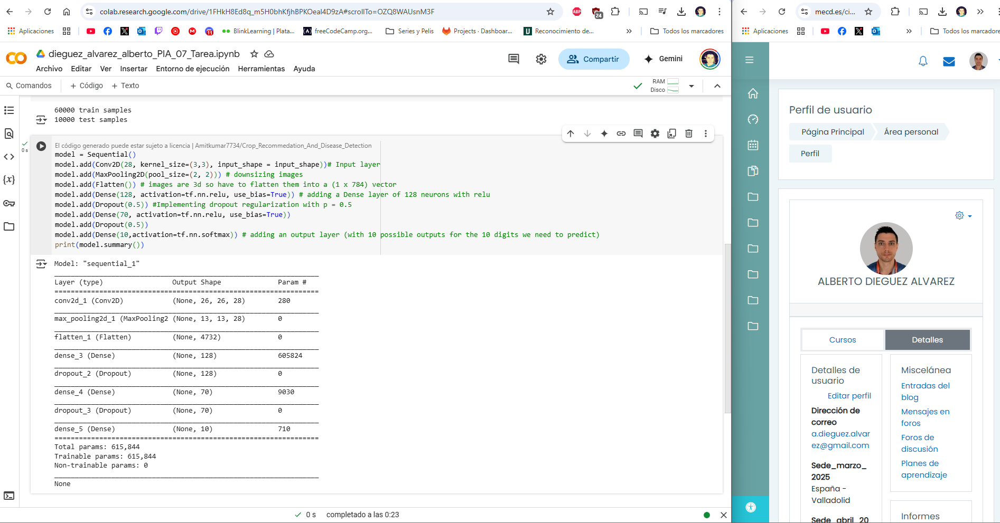 colab.research.google.com/drive/1FHkH8Ed8q_m5H0bhKfjhBPKOeal4D9zA#scrollTo=OZQ8WAUsnM3F
ABP
24
Aplicaciones
11
BlinkLearning | Plata...
freeCodeCamp.org...
Series y Pelis
Projects · Dashboar...
Reconocimiento de...
»
Todos los marcadores
dieguez_alvarez_alberto_PIA_07_Tarea.ipynb
Archivo Editar Ver Insertar Entorno de ejecución Herramientas Ayuda
Compartir
Gemini
Comandos
+ Código + Texto
RAM
Disco
60000 train samples
10000 test samples
0 s
El código generado puede estar sujeto a licencia | Amitkumar7734/Crop_Recommedation_And_Disease_Detection
model = Sequential()
model.add(Conv2D(28, kernel_size=(3,3), input_shape = input_shape))# Input layer
model.add(MaxPooling2D(pool_size=(2, 2))) # downsizing images
model.add(Flatten()) # images are 3d so have to flatten them into a (1 x 784) vector
model.add(Dense(128, activation=tf.nn.relu, use_bias=True)) # adding a Dense layer of 128 neurons with relu
model.add(Dropout(0.5)) #Implementing dropout regularization with p = 0.5
model.add(Dense(70, activation=tf.nn.relu, use_bias=True))
model.add(Dropout(0.5))
model.add(Dense(10,activation=tf.nn.softmax)) # adding an output layer (with 10 possible outputs for the 10 digits we need to predict)
print(model.summary())
Model: "sequential_1"
Layer (type) Output Shape Param #
conv2d_1 (Conv2D) (None, 26, 26, 28) 280
max_pooling2d_1 (MaxPooling2 (None, 13, 13, 28) 0
flatten_1 (Flatten) (None, 4732) 0
dense_3 (Dense) (None, 128) 605824
dropout_2 (Dropout) (None, 128) 0
dense_4 (Dense) (None, 70) 9030
dropout_3 (Dropout) (None, 70) 0
dense_5 (Dense) (None, 10) 710
Total params: 615,844
Trainable params: 615,844
Non-trainable params: 0
None
0 s completado a las 0:23
mecd.es/ci...
»
Aplicaciones
»
Todos los marcadore
Perfil de usuario
Página Principal
Área personal
Perfil
ALBERTO DIEGUEZ ALVAREZ
Cursos
Detalles
Detalles de
usuario
Editar perfil
Dirección de
correo
a.dieguez.alvar
ez@gmail.com
Sede_marzo_
2025
España -
Valladolid
Sede_abril_20
Miscelánea
Entradas del
blog
Mensajes en
foros
Foros de
discusión
Planes de
aprendizaje
Informes